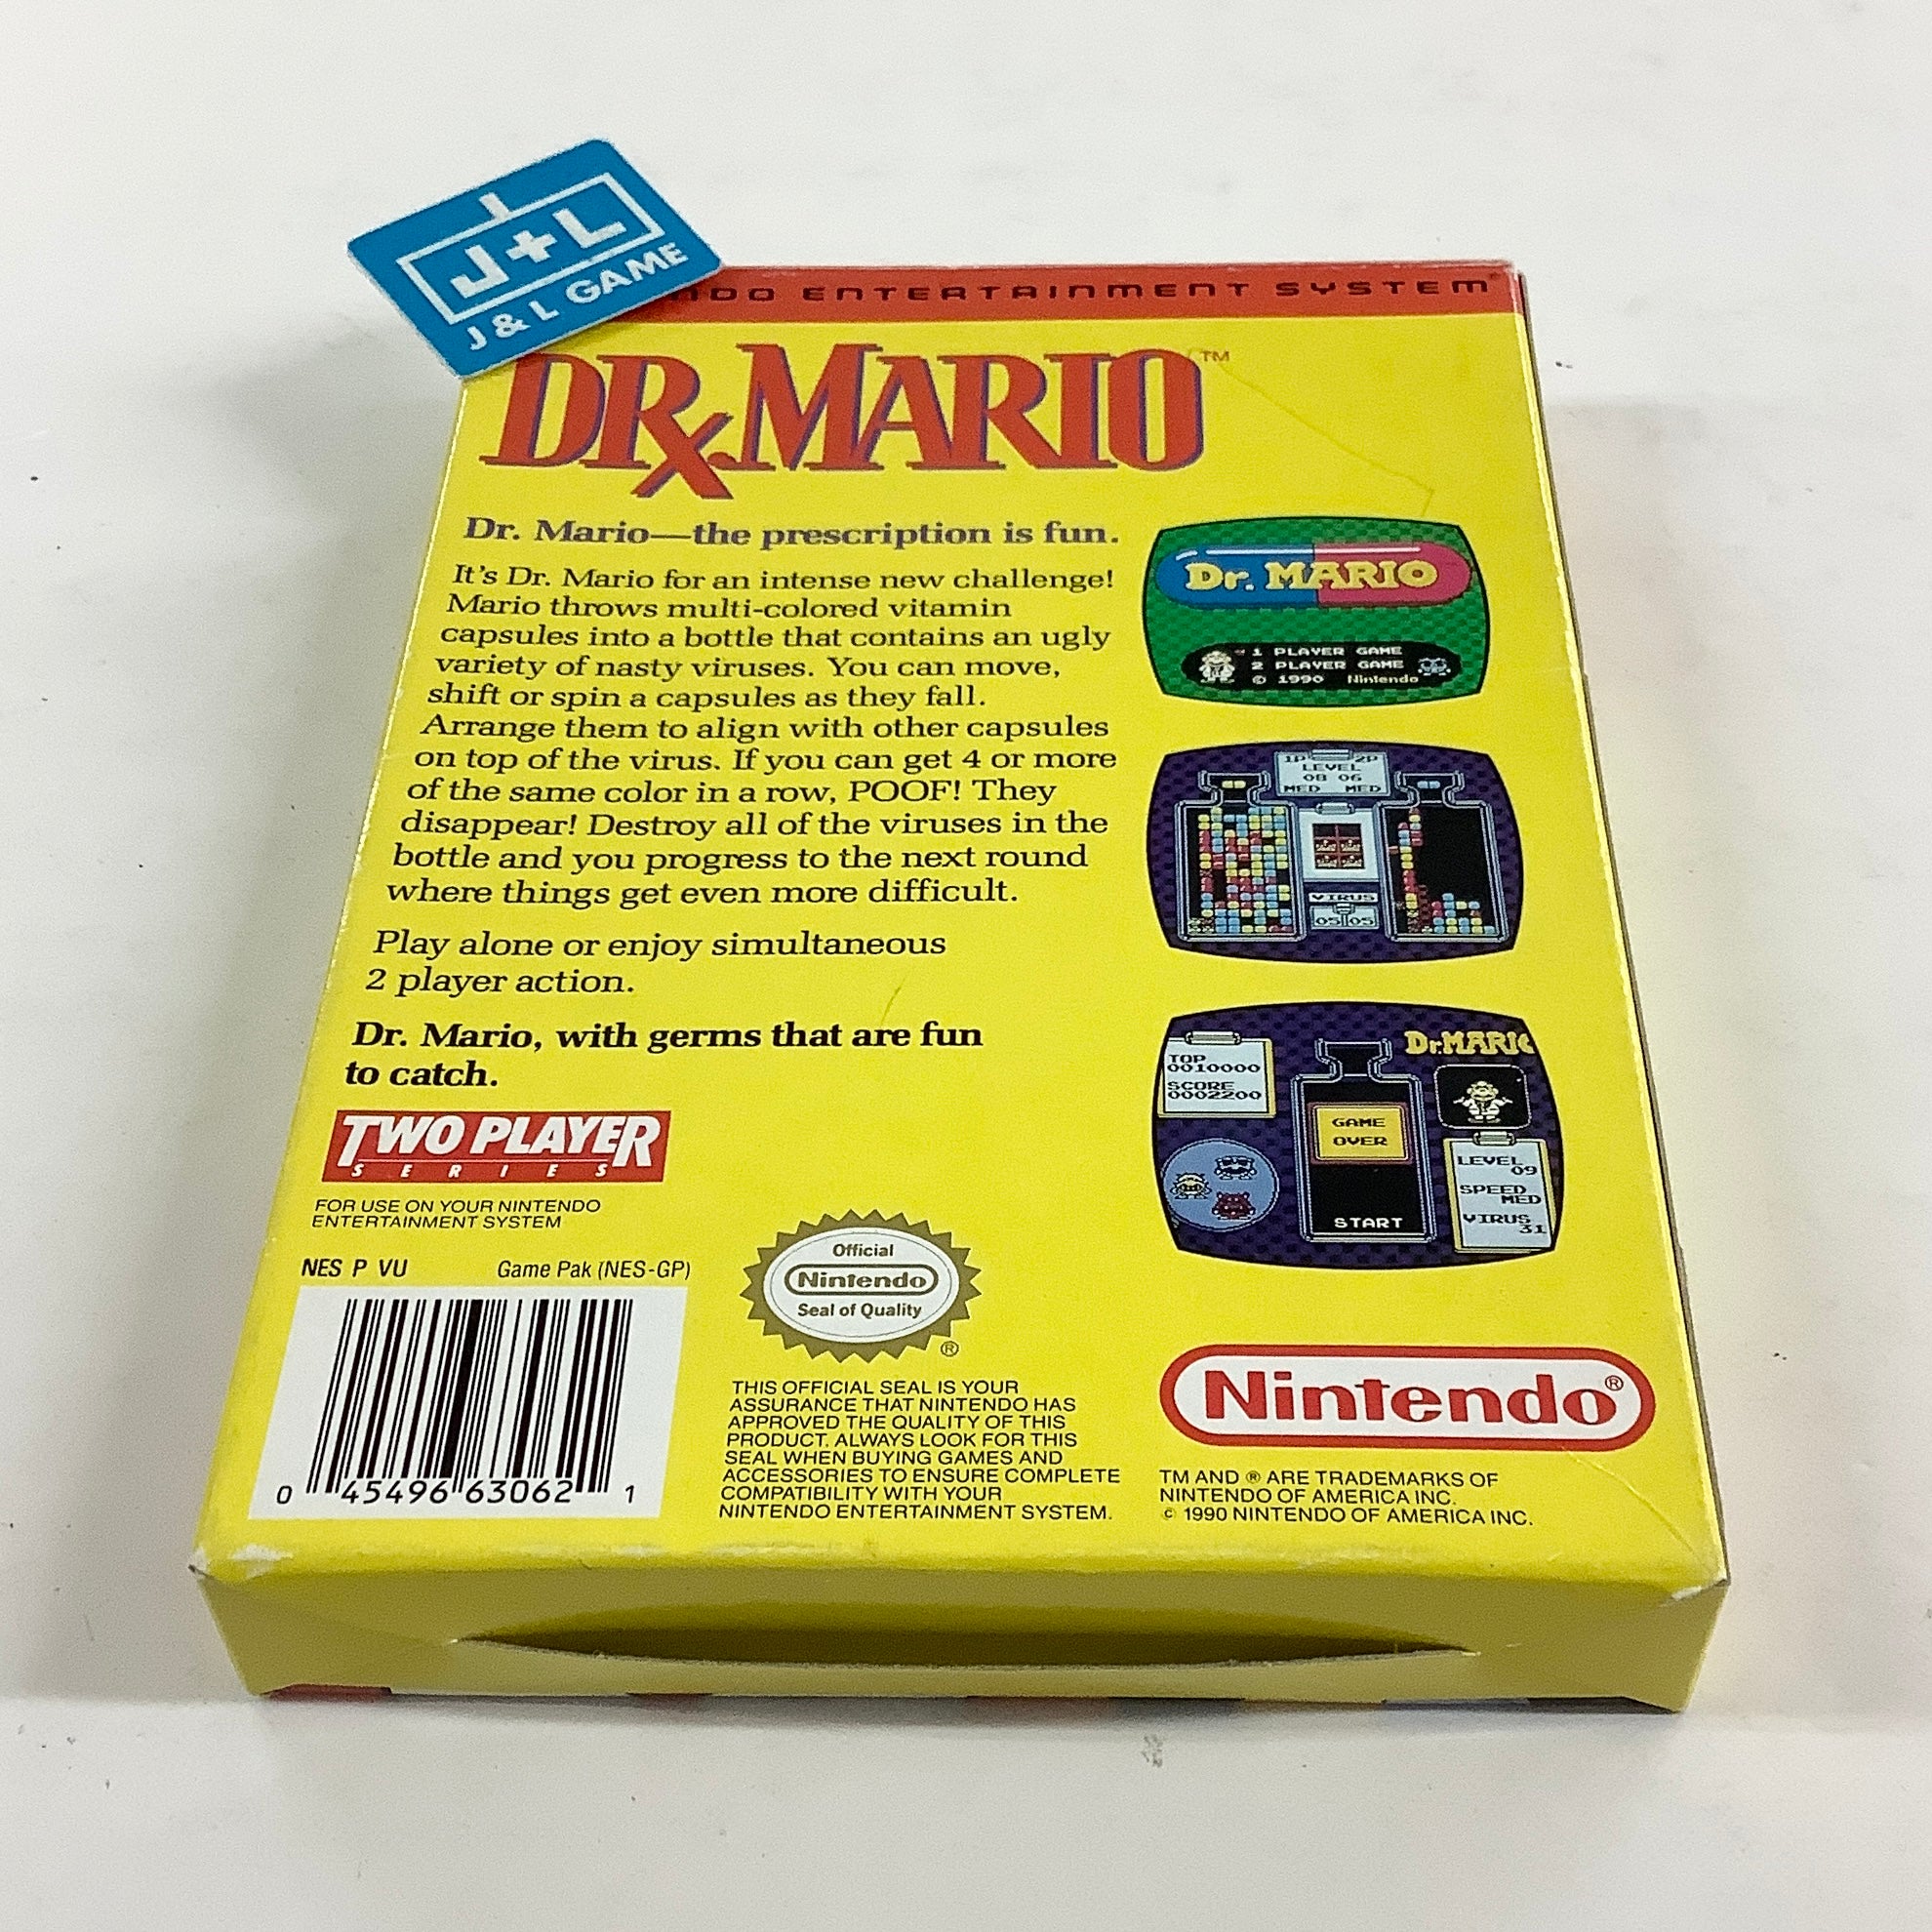 J+L
J & L GAME
ENTERTAINMENT SYSTEM
DR. MARIO™
Dr. Mario—the prescription is fun.
It's Dr. Mario for an intense new challenge!
Mario throws multi-colored vitamin
capsules into a bottle that contains an ugly
variety of nasty viruses. You can move,
shift or spin a capsules as they fall.
Arrange them to align with other capsules
on top of the virus. If you can get 4 or more
of the same color in a row, POOF! They
disappear! Destroy all of the viruses in the
bottle and you progress to the next round
where things get even more difficult.
Play alone or enjoy simultaneous
2 player action.
Dr. Mario, with germs that are fun
to catch.
TWO PLAYER
SERIES
FOR USE ON YOUR NINTENDO
ENTERTAINMENT SYSTEM
NES P VU Game Pak (NES-GP)
0 45496 63062 1
Official
Nintendo
Seal of Quality
®
THIS OFFICIAL SEAL IS YOUR
ASSURANCE THAT NINTENDO HAS
APPROVED THE QUALITY OF THIS
PRODUCT. ALWAYS LOOK FOR THIS
SEAL WHEN BUYING GAMES AND
ACCESSORIES TO ENSURE COMPLETE
COMPATIBILITY WITH YOUR
NINTENDO ENTERTAINMENT SYSTEM.
Dr. MARIO
1 PLAYER GAME
2 PLAYER GAME
© 1990 Nintendo
1P 2P
LEVEL
08 06
MED MED
VIRUS
05 05
TOP
0010000
SCORE
0002200
GAME
OVER
START
Dr. MARIO
LEVEL
09
SPEED
MED
VIRUS
31
Nintendo®
TM AND ® ARE TRADEMARKS OF
NINTENDO OF AMERICA INC.
© 1990 NINTENDO OF AMERICA INC.